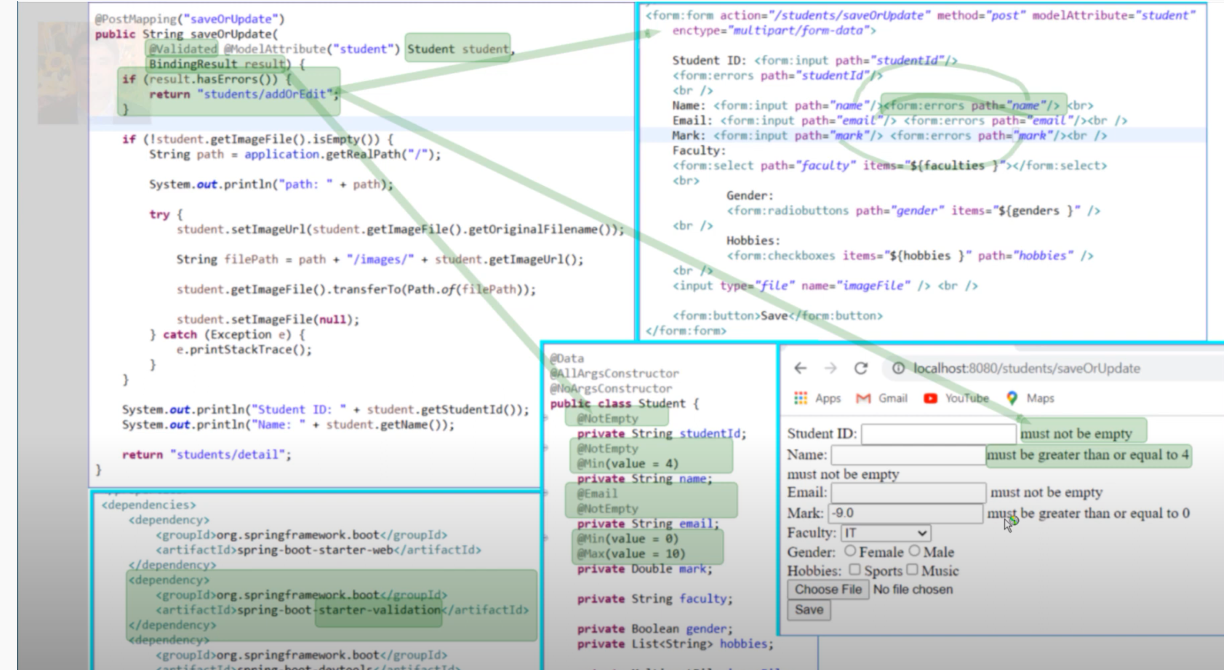 @PostMapping("saveOrUpdate")
public String saveOrUpdate(
@Validated @ModelAttribute("student") Student student,
BindingResult result) {
if (result.hasErrors()) {
return "students/addOrEdit";
}
if (!student.getImageFile().isEmpty()) {
String path = application.getRealPath("/");
System.out.println("path: " + path);
try {
student.setImageUrl(student.getImageFile().getOriginalFilename());
String filePath = path + "/images/" + student.getImageUrl();
student.getImageFile().transferTo(Path.of(filePath));
student.setImageFile(null);
} catch (Exception e) {
e.printStackTrace();
}
}
System.out.println("Student ID: " + student.getStudentId());
System.out.println("Name: " + student.getName());
return "students/detail";
}
<form:form action="/students/saveOrUpdate" method="post" modelAttribute="student"
enctype="multipart/form-data">
Student ID: <form:input path="studentId"/>
<form:errors path="studentId"/>
<br />
Name: <form:input path="name"/><form:errors path="name"/> <br>
Email: <form:input path="email"/> <form:errors path="email"/><br />
Mark: <form:input path="mark"/> <form:errors path="mark"/><br />
Faculty:
<form:select path="faculty" items="${faculties }"></form:select>
<br>
Gender:
<form:radiobuttons path="gender" items="${genders }" />
<br />
Hobbies:
<form:checkboxes items="${hobbies }" path="hobbies" />
<br />
<input type="file" name="imageFile" /> <br />
<form:button>Save</form:button>
</form:form>
<dependencies>
<dependency>
<groupId>org.springframework.boot</groupId>
<artifactId>spring-boot-starter-web</artifactId>
</dependency>
<dependency>
<groupId>org.springframework.boot</groupId>
<artifactId>spring-boot-starter-validation</artifactId>
</dependency>
<dependency>
<groupId>org.springframework.boot</groupId>
@Data
@AllArgsConstructor
@NoArgsConstructor
public class Student {
@NotEmpty
private String studentId;
@NotEmpty
@Min(value = 4)
private String name;
@Email
@NotEmpty
private String email;
@Min(value = 0)
@Max(value = 10)
private Double mark;
private String faculty;
private Boolean gender;
private List<String> hobbies;
localhost:8080/students/saveOrUpdate
Apps Gmail YouTube Maps
Student ID: must not be empty
Name: must be greater than or equal to 4
must not be empty
Email: must not be empty
Mark: -9.0 must be greater than or equal to 0
Faculty: IT
Gender: Female Male
Hobbies: Sports Music
Choose File No file chosen
Save